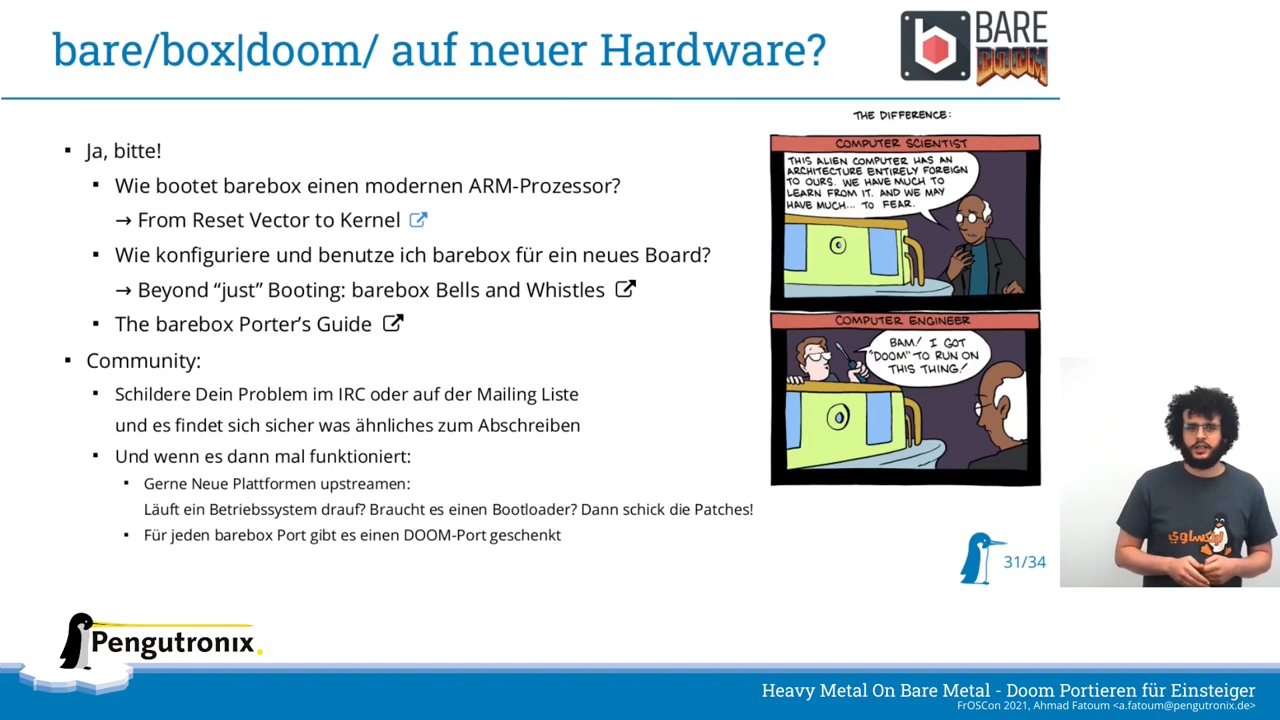 bare/box|doom/ auf neuer Hardware?
BARE
DOOM
Ja, bitte!
Wie bootet barebox einen modernen ARM-Prozessor?
→ From Reset Vector to Kernel
Wie konfiguriere und benutze ich barebox für ein neues Board?
→ Beyond “just” Booting: barebox Bells and Whistles
The barebox Porter’s Guide
Community:
Schildere Dein Problem im IRC oder auf der Mailing Liste
und es findet sich sicher was ähnliches zum Abschreiben
Und wenn es dann mal funktioniert:
Gerne Neue Plattformen upstreamen:
Läuft ein Betriebssystem drauf? Braucht es einen Bootloader? Dann schick die Patches!
Für jeden barebox Port gibt es einen DOOM-Port geschenkt
THE DIFFERENCE:
COMPUTER SCIENTIST
THIS ALIEN COMPUTER HAS AN
ARCHITECTURE ENTIRELY FOREIGN
TO OURS. WE HAVE MUCH TO
LEARN FROM IT. AND WE MAY
HAVE MUCH... TO FEAR.
COMPUTER ENGINEER
BAM! I GOT
"DOOM" TO RUN ON
THIS THING!
31/34
Pengutronix
Heavy Metal On Bare Metal - Doom Portieren für Einsteiger
FrOSCon 2021, Ahmad Fatoum <a.fatoum@pengutronix.de>